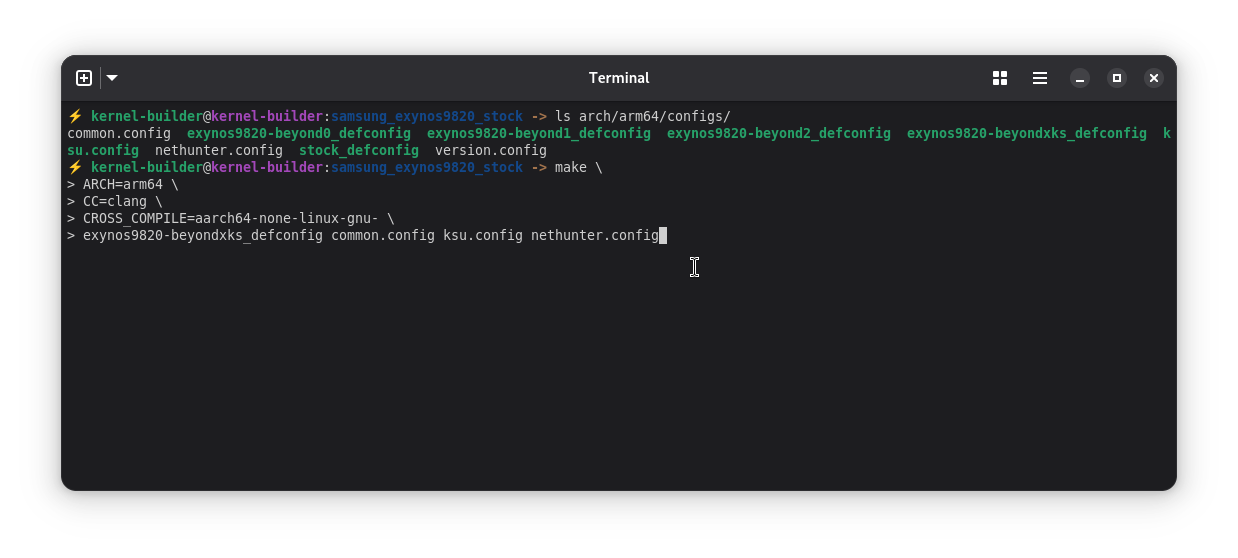 Terminal
⚡ kernel-builder@kernel-builder:samsung_exynos9820_stock -> ls arch/arm64/configs/
common.config  exynos9820-beyond0_defconfig  exynos9820-beyond1_defconfig  exynos9820-beyond2_defconfig  exynos9820-beyondxks_defconfig  k
su.config  nethunter.config  stock_defconfig  version.config
⚡ kernel-builder@kernel-builder:samsung_exynos9820_stock -> make \
> ARCH=arm64 \
> CC=clang \
> CROSS_COMPILE=aarch64-none-linux-gnu- \
> exynos9820-beyondxks_defconfig common.config ksu.config nethunter.config